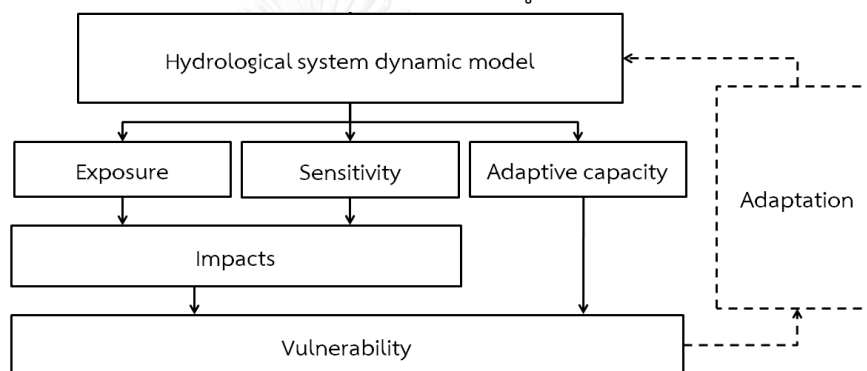 Hydrological system dynamic model
Exposure
Sensitivity
Adaptive capacity
Adaptation
Impacts
Vulnerability